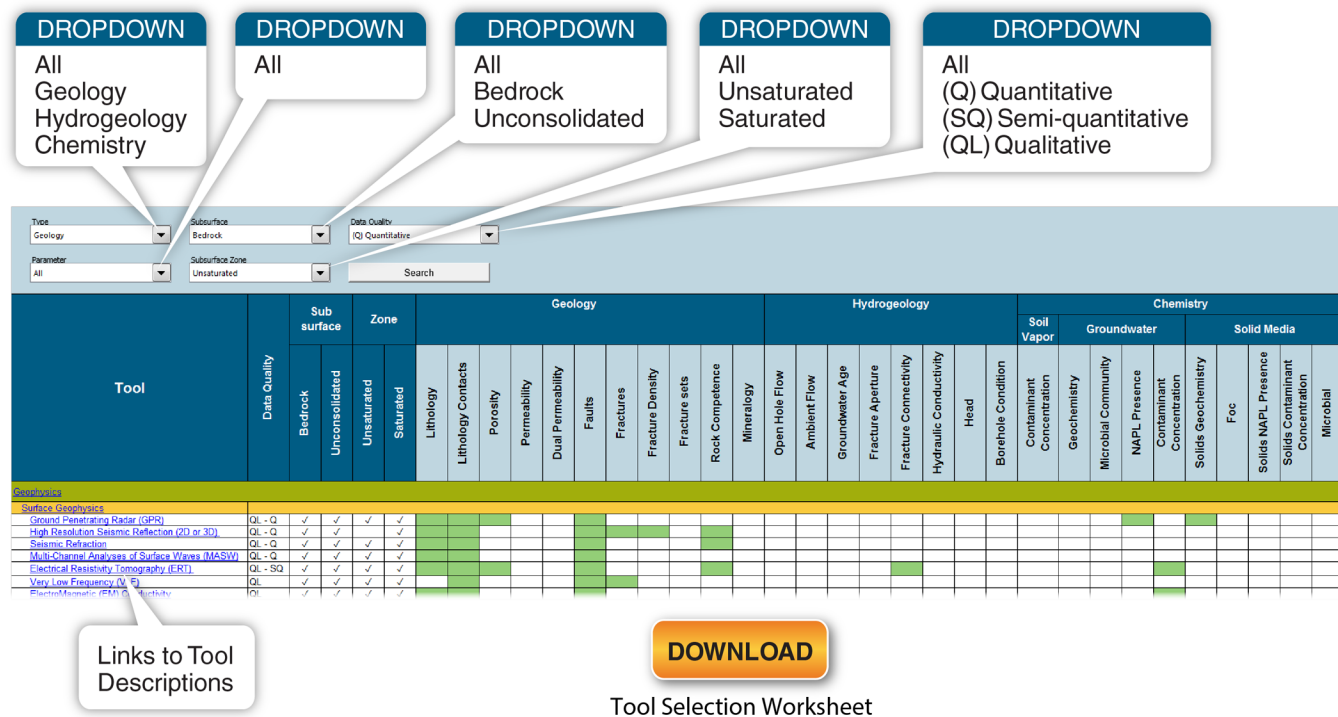 DROPDOWN
All
Geology
Hydrogeology
Chemistry
DROPDOWN
All
DROPDOWN
All
Bedrock
Unconsolidated
DROPDOWN
All
Unsaturated
Saturated
DROPDOWN
All
(Q) Quantitative
(SQ) Semi-quantitative
(QL) Qualitative
Type
Geology
Subsurface
Bedrock
Data Quality
(Q) Quantitative
Parameter
All
Subsurface Zone
Unsaturated
Search
Tool
Data Quality
Sub
surface
Bedrock
Unconsolidated
Zone
Unsaturated
Saturated
Geology
Lithology
Lithology Contacts
Porosity
Permeability
Dual Permeability
Faults
Fractures
Fracture Density
Fracture sets
Rock Competence
Mineralogy
Hydrogeology
Open Hole Flow
Ambient Flow
Groundwater Age
Fracture Aperture
Fracture Connectivity
Hydraulic Conductivity
Head
Borehole Condition
Chemistry
Soil
Vapor
Contaminant
Concentration
Groundwater
Geochemistry
Microbial Community
NAPL Presence
Contaminant
Concentration
Solid Media
Solids Geochemistry
Foc
Solids NAPL Presence
Solids Contaminant
Concentration
Microbial
Geophysics
Surface Geophysics
Ground Penetrating Radar (GPR) QL - Q ✓ ✓ ✓ ✓
High Resolution Seismic Reflection (2D or 3D) QL - Q ✓ ✓ ✓
Seismic Refraction QL - Q ✓ ✓ ✓ ✓
Multi-Channel Analyses of Surface Waves (MASW) QL - Q ✓ ✓ ✓ ✓
Electrical Resistivity Tomography (ERT) QL - SQ ✓ ✓ ✓ ✓
Very Low Frequency QL ✓ ✓ ✓ ✓
ElectroMagnetic (EM) QL ✓ ✓ ✓ ✓
Links to Tool
Descriptions
DOWNLOAD
Tool Selection Worksheet